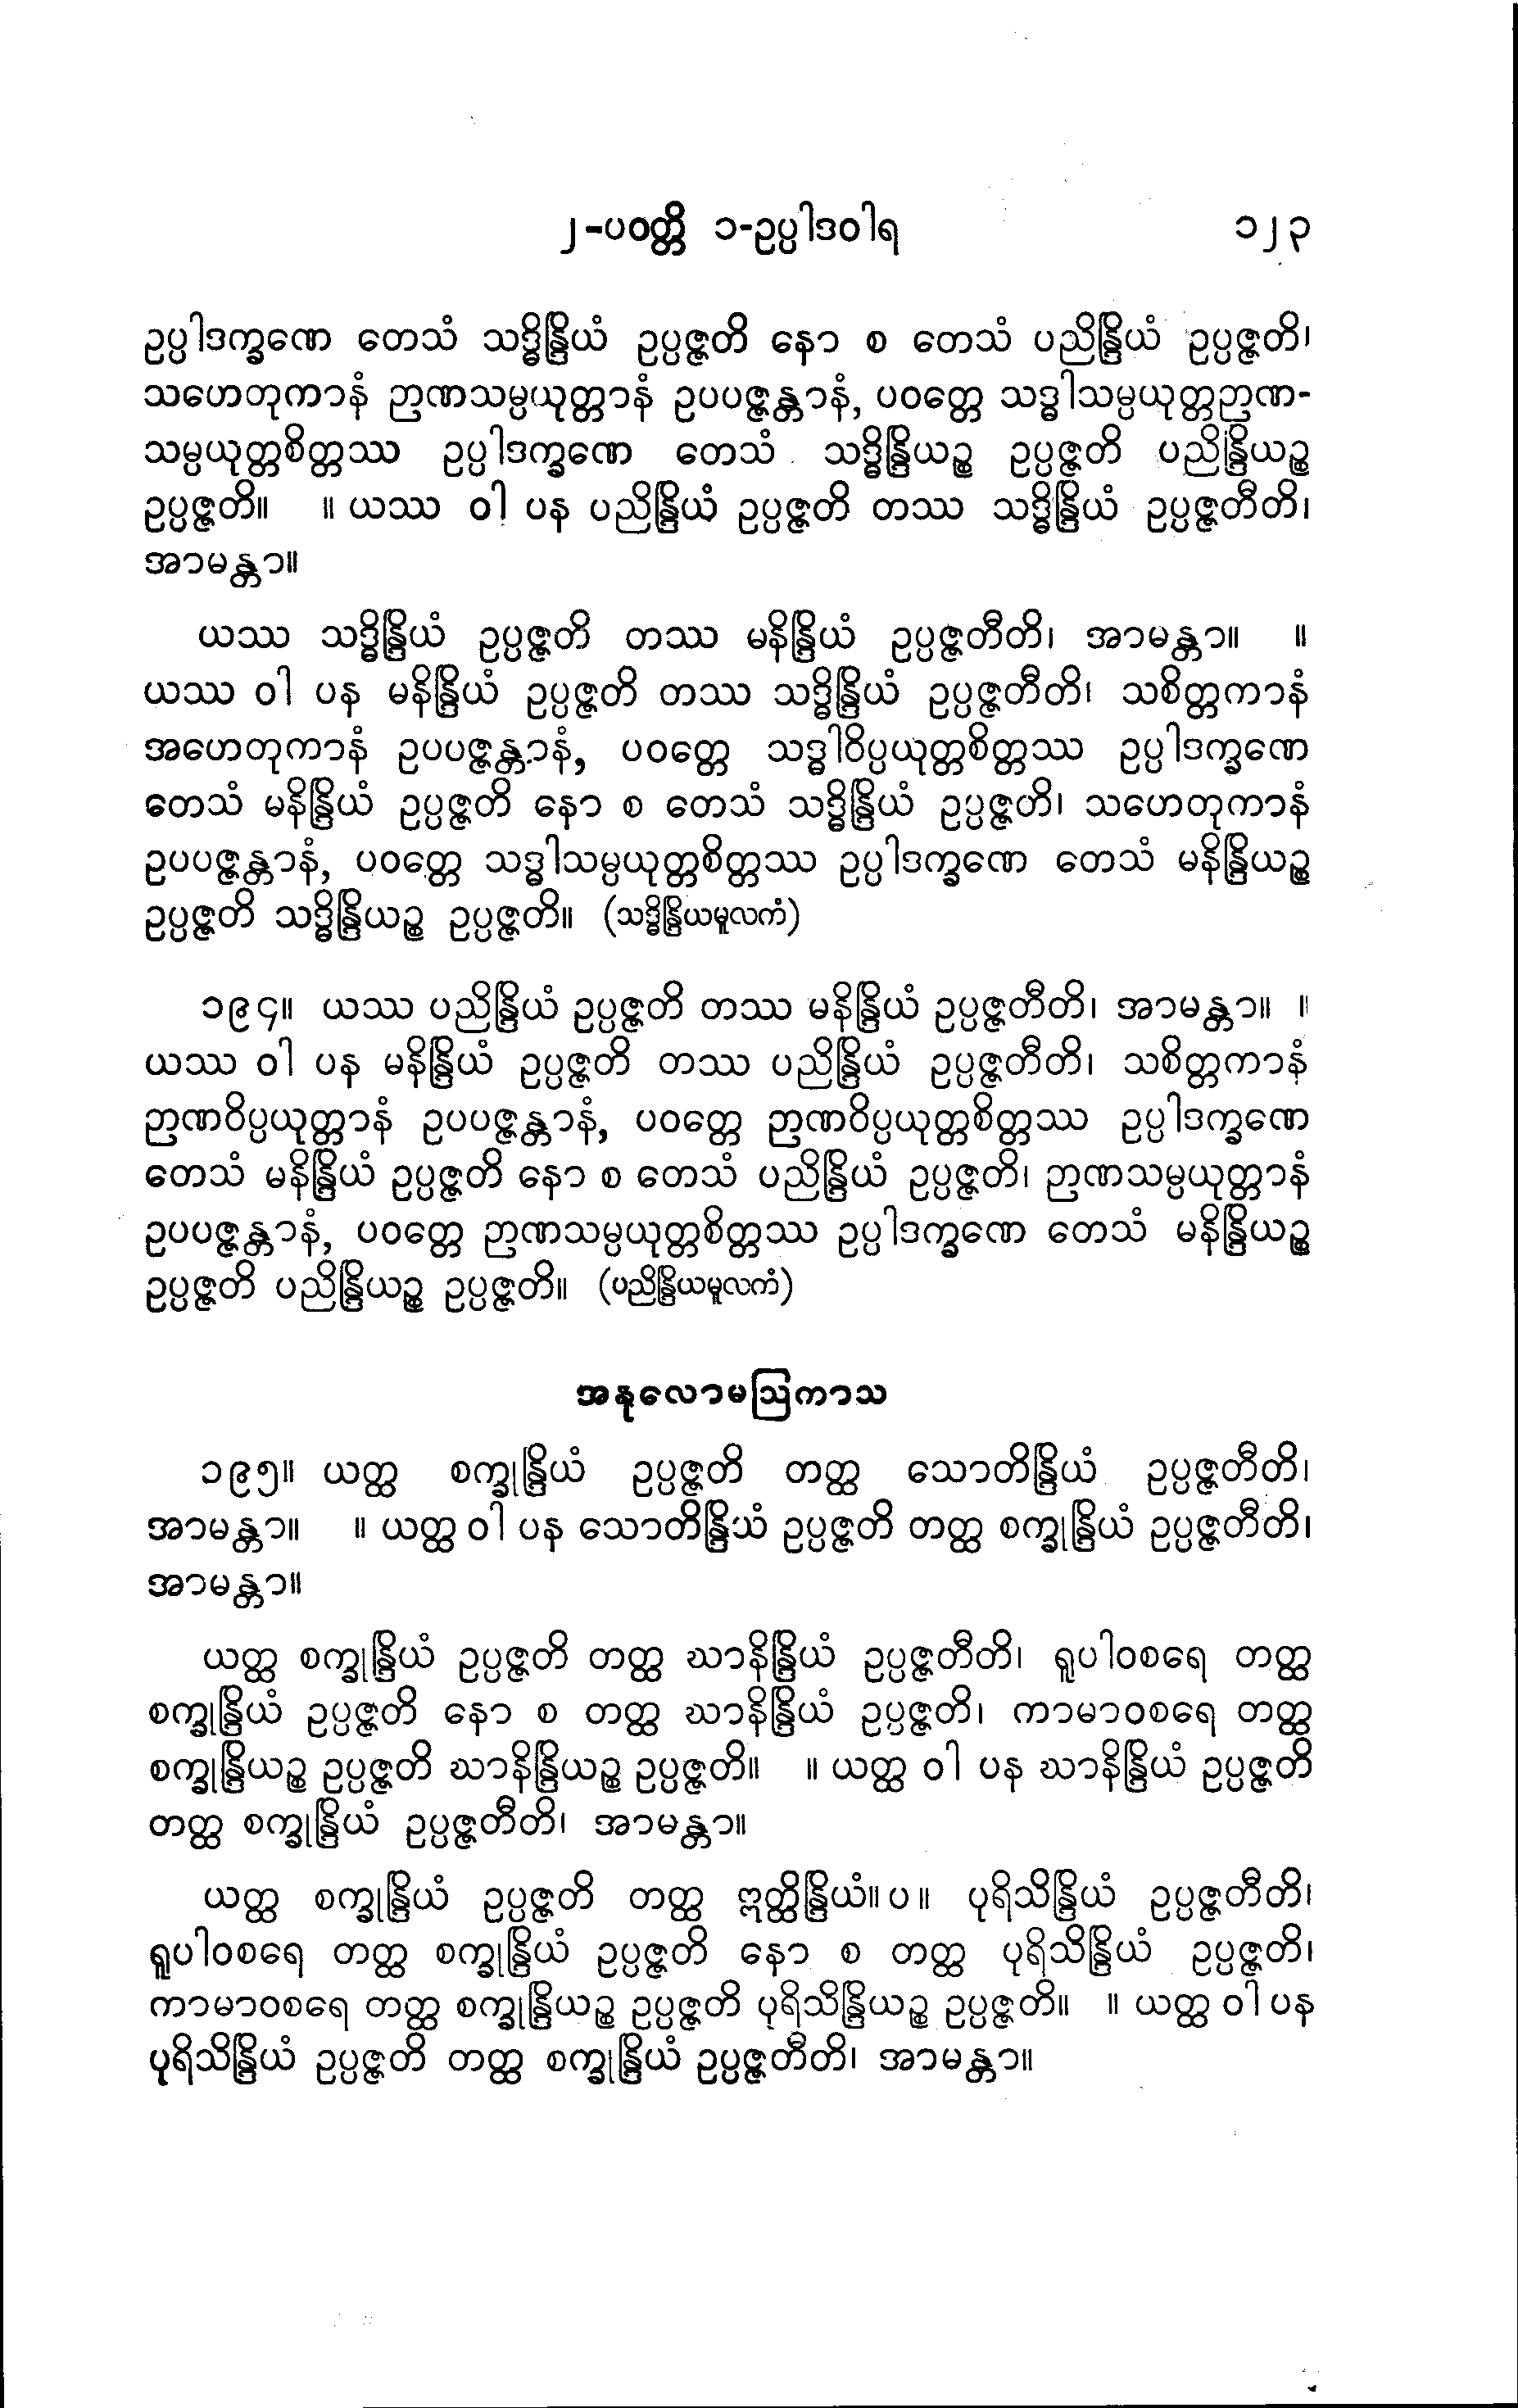 ၂-ပဝတ္တိ ၁-ဥပ္ပါဒဝါရ ၁၂၃
ဥပ္ပါဒက္ခဏေ တေသံ သဒ္ဓိန္ဒြိယံ ဥပ္ပဇ္ဇတိ နော စ တေသံ ပညိန္ဒြိယံ ဥပ္ပဇ္ဇတိ၊
သဟေတုကာနံ ဉာဏသမ္ပယုတ္တာနံ ဥပပဇ္ဇန္တာနံ, ပဝတ္တေ သဒ္ဓါသမ္ပယုတ္တဉာဏ-
သမ္ပယုတ္တစိတ္တဿ ဥပ္ပါဒက္ခဏေ တေသံ သဒ္ဓိန္ဒြိယဉ္စ ဥပ္ပဇ္ဇတိ ပညိန္ဒြိယဉ္စ
ဥပ္ပဇ္ဇတိ။ ။ ယဿ ဝါ ပန ပညိန္ဒြိယံ ဥပ္ပဇ္ဇတိ တဿ သဒ္ဓိန္ဒြိယံ ဥပ္ပဇ္ဇတီတိ၊
အာမန္တာ။
ယဿ သဒ္ဓိန္ဒြိယံ ဥပ္ပဇ္ဇတိ တဿ မနိန္ဒြိယံ ဥပ္ပဇ္ဇတီတိ၊ အာမန္တာ။ ။
ယဿ ဝါ ပန မနိန္ဒြိယံ ဥပ္ပဇ္ဇတိ တဿ သဒ္ဓိန္ဒြိယံ ဥပ္ပဇ္ဇတီတိ၊ သစိတ္တကာနံ
အဟေတုကာနံ ဥပပဇ္ဇန္တာနံ, ပဝတ္တေ သဒ္ဓါဝိပ္ပယုတ္တစိတ္တဿ ဥပ္ပါဒက္ခဏေ
တေသံ မနိန္ဒြိယံ ဥပ္ပဇ္ဇတိ နော စ တေသံ သဒ္ဓိန္ဒြိယံ ဥပ္ပဇ္ဇဟိ၊ သဟေတုကာနံ
ဥပပဇ္ဇန္တာနံ, ပဝတ္တေ သဒ္ဓါသမ္ပယုတ္တစိတ္တဿ ဥပ္ပါဒက္ခဏေ တေသံ မနိန္ဒြိယဉ္စ
ဥပ္ပဇ္ဇတိ သဒ္ဓိန္ဒြိယဉ္စ ဥပ္ပဇ္ဇတိ။ (သဒ္ဓိန္ဒြိယမူလကံ)
၁၉၄။ ယဿ ပညိန္ဒြိယံ ဥပ္ပဇ္ဇတိ တဿ မနိန္ဒြိယံ ဥပ္ပဇ္ဇတီတိ၊ အာမန္တာ။ ။
ယဿ ဝါ ပန မနိန္ဒြိယံ ဥပ္ပဇ္ဇတိ တဿ ပညိန္ဒြိယံ ဥပ္ပဇ္ဇတီတိ၊ သစိတ္တကာနံ
ဉာဏဝိပ္ပယုတ္တာနံ ဥပပဇ္ဇန္တာနံ, ပဝတ္တေ ဉာဏဝိပ္ပယုတ္တစိတ္တဿ ဥပ္ပါဒက္ခဏေ
တေသံ မနိန္ဒြိယံ ဥပ္ပဇ္ဇတိ နော စ တေသံ ပညိန္ဒြိယံ ဥပ္ပဇ္ဇတိ၊ ဉာဏသမ္ပယုတ္တာနံ
ဥပပဇ္ဇန္တာနံ, ပဝတ္တေ ဉာဏသမ္ပယုတ္တစိတ္တဿ ဥပ္ပါဒက္ခဏေ တေသံ မနိန္ဒြိယဉ္စ
ဥပ္ပဇ္ဇတိ ပညိန္ဒြိယဉ္စ ဥပ္ပဇ္ဇတိ။ (ပညိန္ဒြိယမူလကံ)
အနုလောမဩကာသ
၁၉၅။ ယတ္ထ စက္ခုန္ဒြိယံ ဥပ္ပဇ္ဇတိ တတ္ထ သောတိန္ဒြိယံ ဥပ္ပဇ္ဇတီတိ၊
အာမန္တာ။ ။ ယတ္ထ ဝါ ပန သောတိန္ဒြိယံ ဥပ္ပဇ္ဇတိ တတ္ထ စက္ခုန္ဒြိယံ ဥပ္ပဇ္ဇတီတိ၊
အာမန္တာ။
ယတ္ထ စက္ခုန္ဒြိယံ ဥပ္ပဇ္ဇတိ တတ္ထ ဃာနိန္ဒြိယံ ဥပ္ပဇ္ဇတီတိ၊ ရူပါဝစရေ တတ္ထ
စက္ခုန္ဒြိယံ ဥပ္ပဇ္ဇတိ နော စ တတ္ထ ဃာနိန္ဒြိယံ ဥပ္ပဇ္ဇတိ၊ ကာမာဝစရေ တတ္ထ
စက္ခုန္ဒြိယဉ္စ ဥပ္ပဇ္ဇတိ ဃာနိန္ဒြိယဉ္စ ဥပ္ပဇ္ဇတိ။ ။ ယတ္ထ ဝါ ပန ဃာနိန္ဒြိယံ ဥပ္ပဇ္ဇတိ
တတ္ထ စက္ခုန္ဒြိယံ ဥပ္ပဇ္ဇတီတိ၊ အာမန္တာ။
ယတ္ထ စက္ခုန္ဒြိယံ ဥပ္ပဇ္ဇတိ တတ္ထ ဣတ္ထိန္ဒြိယံ။ပ။ ပုရိသိန္ဒြိယံ ဥပ္ပဇ္ဇတီတိ၊
ရူပါဝစရေ တတ္ထ စက္ခုန္ဒြိယံ ဥပ္ပဇ္ဇတိ နော စ တတ္ထ ပုရိသိန္ဒြိယံ ဥပ္ပဇ္ဇတိ၊
ကာမာဝစရေ တတ္ထ စက္ခုန္ဒြိယဉ္စ ဥပ္ပဇ္ဇတိ ပုရိသိန္ဒြိယဉ္စ ဥပ္ပဇ္ဇတိ။ ။ ယတ္ထ ဝါ ပန
ပုရိသိန္ဒြိယံ ဥပ္ပဇ္ဇတိ တတ္ထ စက္ခုန္ဒြိယံ ဥပ္ပဇ္ဇတီတိ၊ အာမန္တာ။